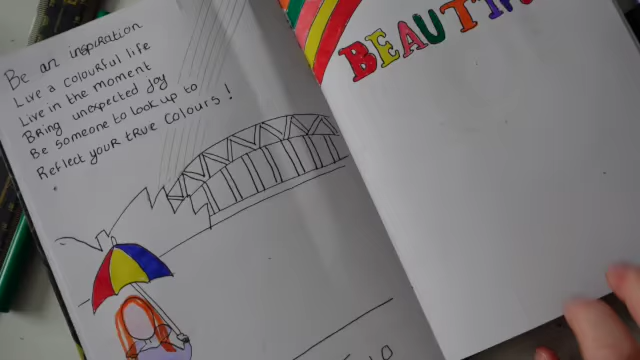 Be an inspiration
Live a colourful life
Live in the moment
Bring unexpected joy
Be someone to look up to
Reflect your true colours!